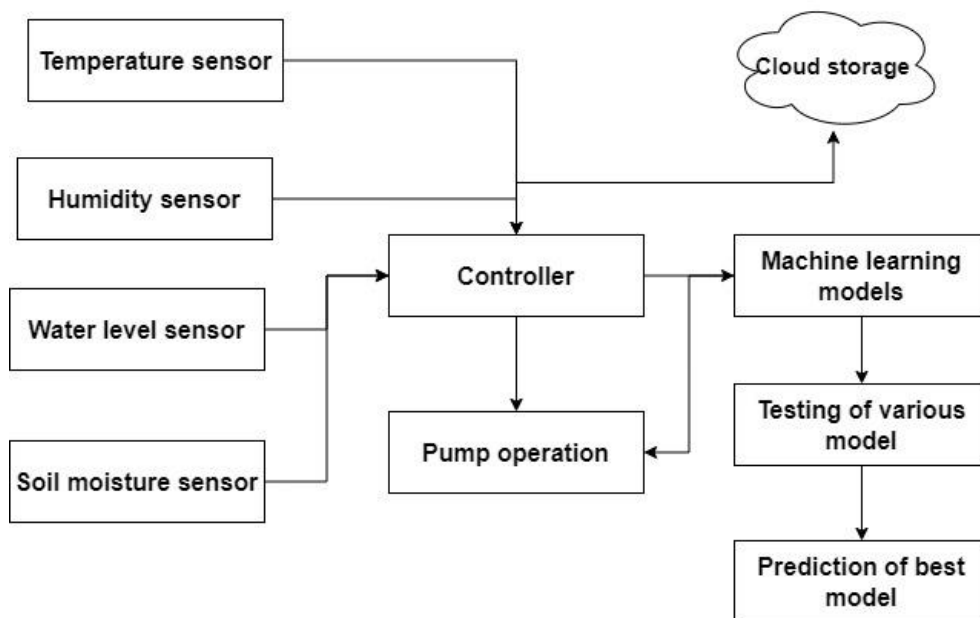 Temperature sensor
Cloud storage
Humidity sensor
Controller
Machine learning
models
Water level sensor
Testing of various
model
Pump operation
Soil moisture sensor
Prediction of best
model